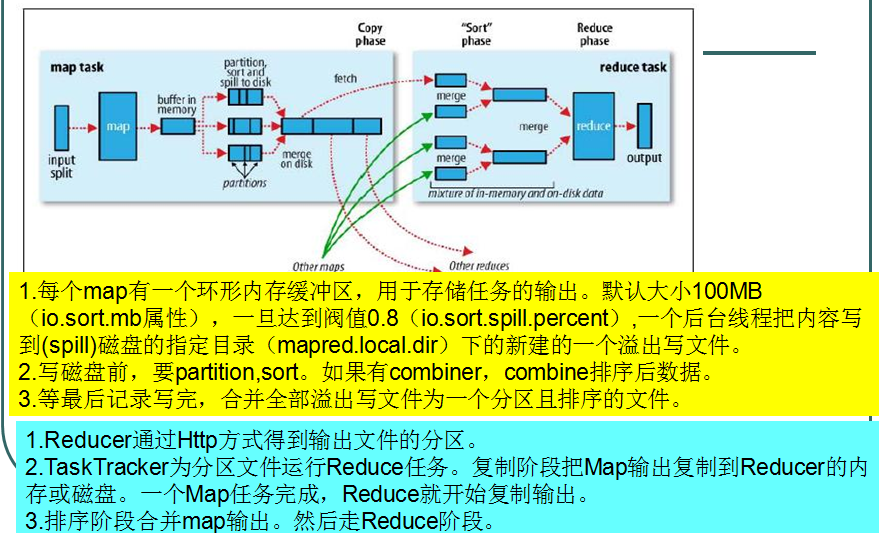 Copy
phase
"Sort"
phase
Reduce
phase
map task
partition,
sort and
spill to disk
fetch
reduce task
buffer in
memory
map
merge
merge
reduce
input
split
merge
on disk
merge
output
partitions
mixture of in-memory and on-disk data
Other maps
Other reduces
1.每个map有一个环形内存缓冲区，用于存储任务的输出。默认大小100MB
（io.sort.mb属性），一旦达到阀值0.8（io.sort.spill.percent）,一个后台线程把内容写
到(spill)磁盘的指定目录（mapred.local.dir）下的新建的一个溢出写文件。
2.写磁盘前，要partition,sort。如果有combiner，combine排序后数据。
3.等最后记录写完，合并全部溢出写文件为一个分区且排序的文件。
1.Reducer通过Http方式得到输出文件的分区。
2.TaskTracker为分区文件运行Reduce任务。复制阶段把Map输出复制到Reducer的内
存或磁盘。一个Map任务完成，Reduce就开始复制输出。
3.排序阶段合并map输出。然后走Reduce阶段。